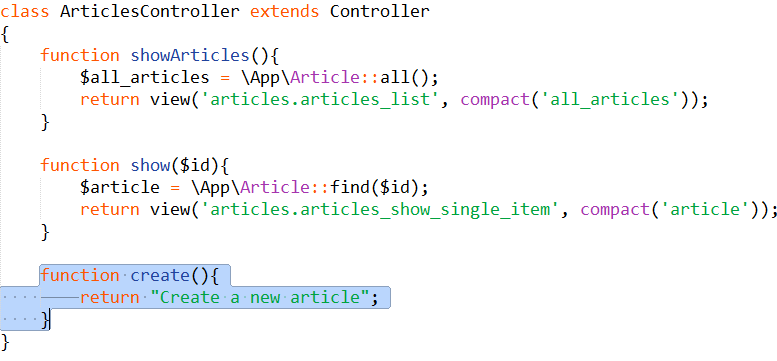 class ArticlesController extends Controller
{
    function showArticles(){
        $all_articles = \App\Article::all();
        return view('articles.articles_list', compact('all_articles'));
    }

    function show($id){
        $article = \App\Article::find($id);
        return view('articles.articles_show_single_item', compact('article'));
    }

    function create(){
        return "Create a new article";
    }
}